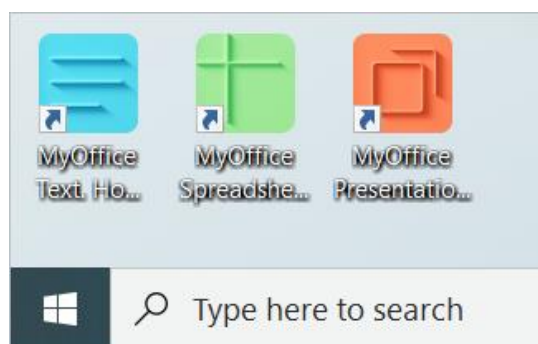 MyOffice
Text. Ho...
MyOffice
Spreadshe...
MyOffice
Presentatio...
Type here to search